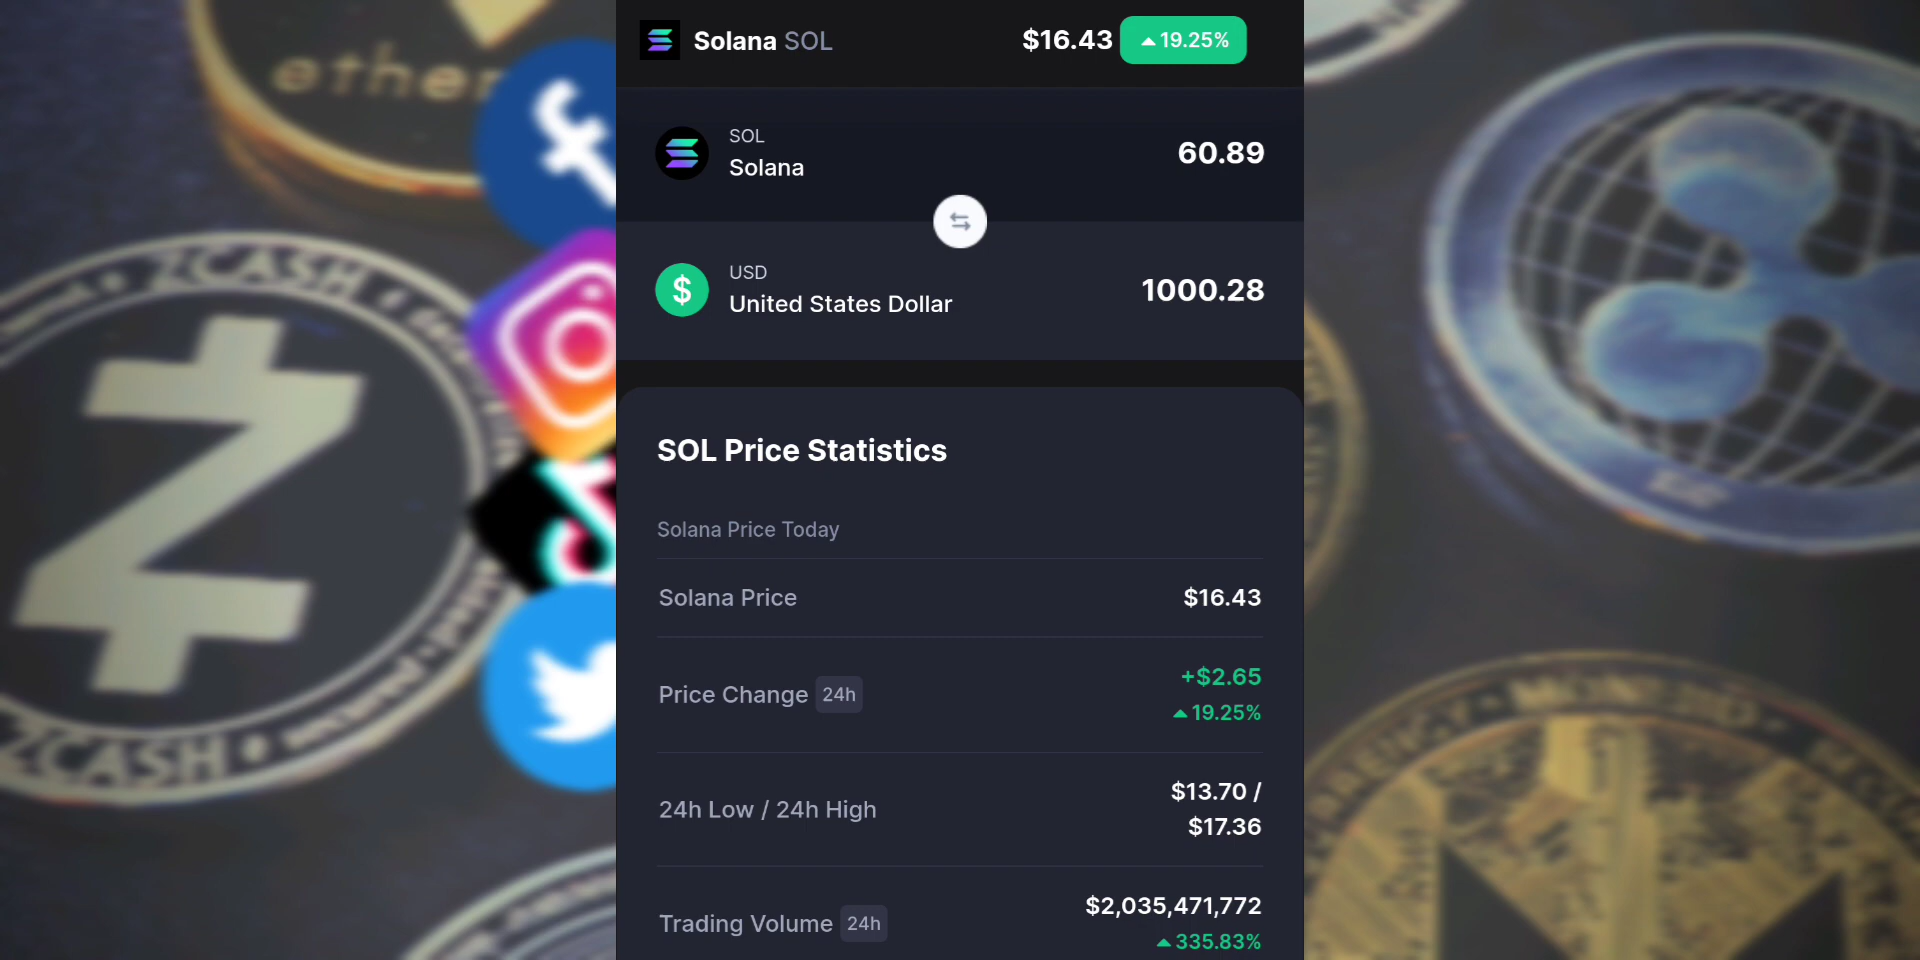 Solana SOL
$16.43 19.25%
SOL
Solana
60.89
USD
United States Dollar
1000.28
SOL Price Statistics
Solana Price Today
Solana Price
$16.43
Price Change 24h
+$2.65
19.25%
24h Low / 24h High
$13.70 /
$17.36
Trading Volume 24h
$2,035,471,772
335.83%
ether
ZCASH
ZCASH